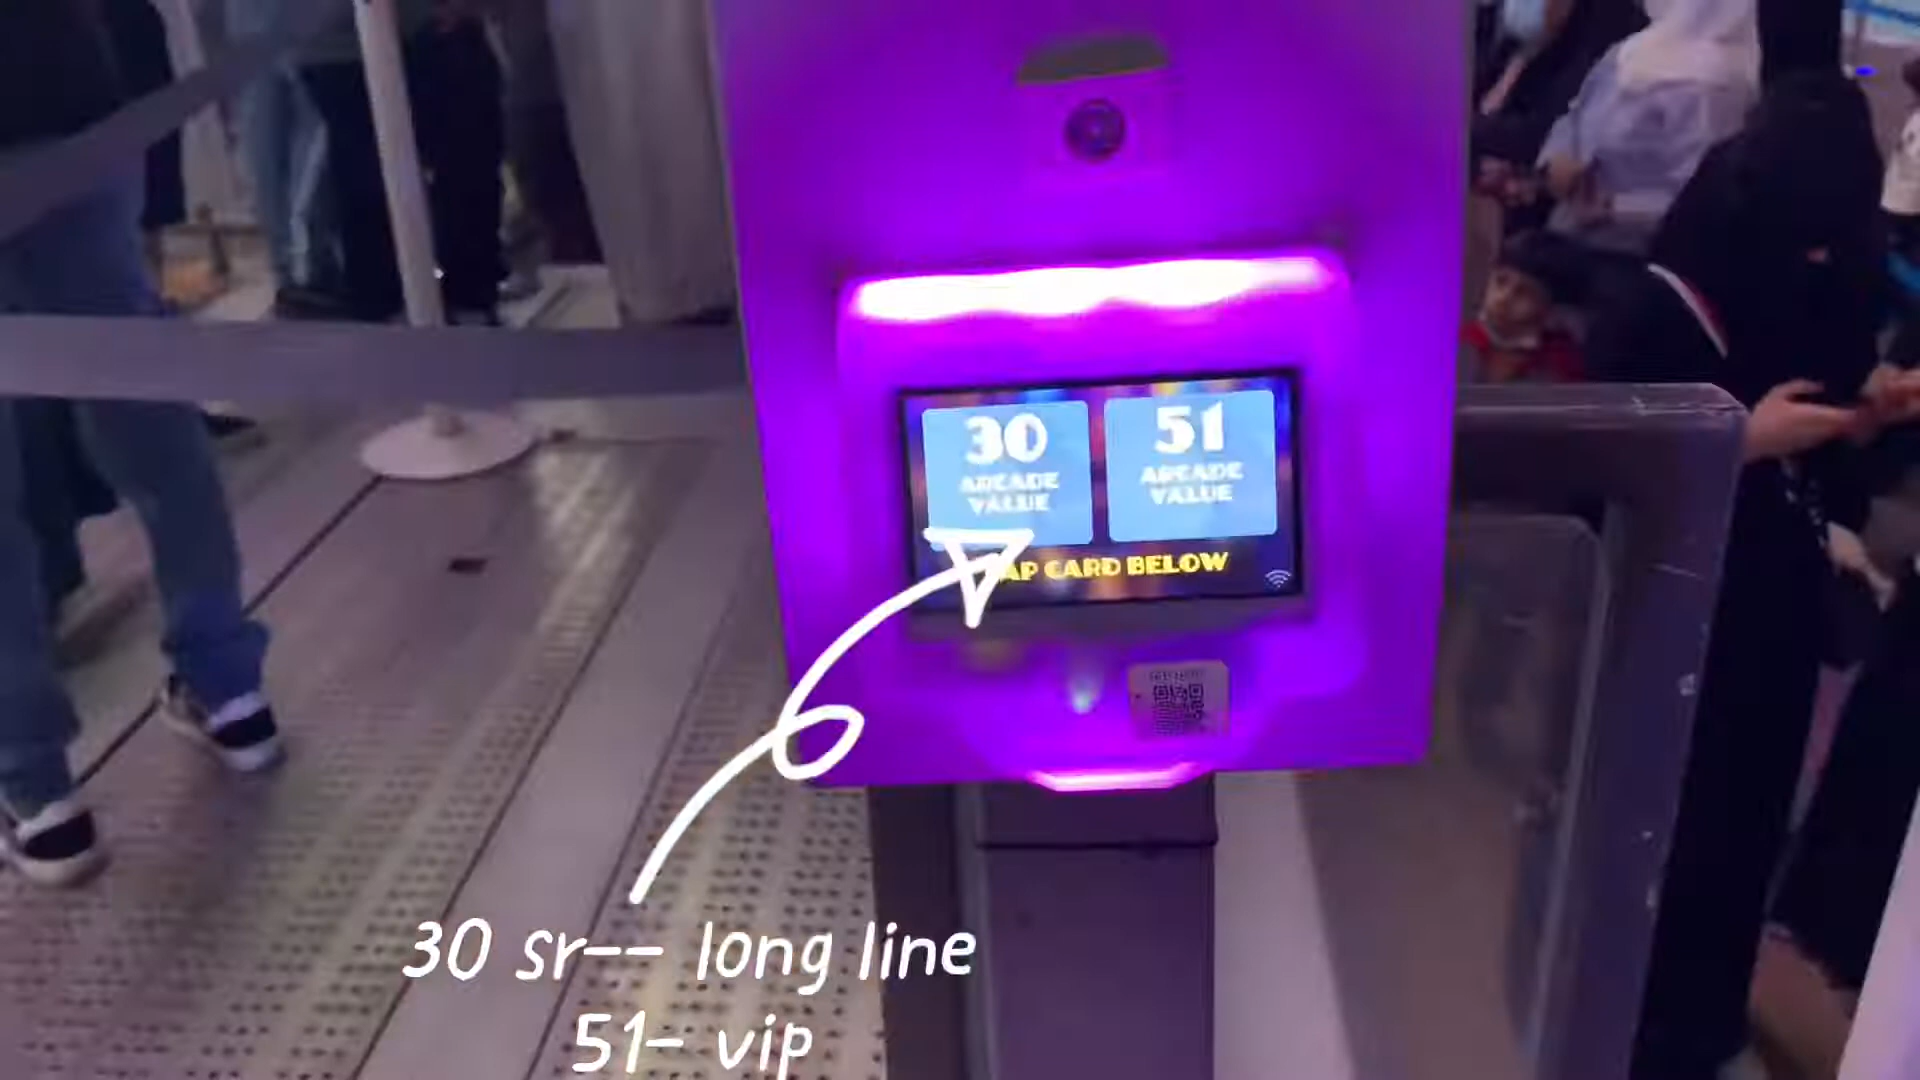 30
ARCADE
VALUE
51
ARCADE
VALUE
AP CARD BELOW
30 sr-- long line
51- vip